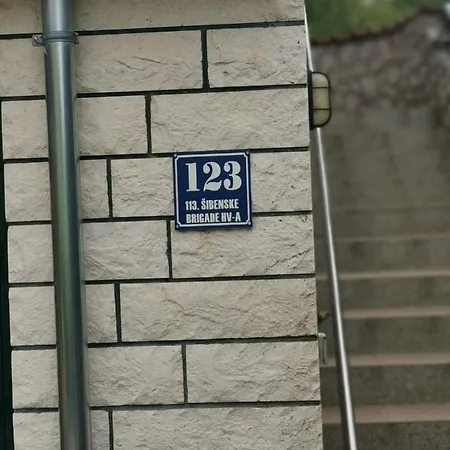 123
113. ŠIBENSKE
BRIGADE HV-A